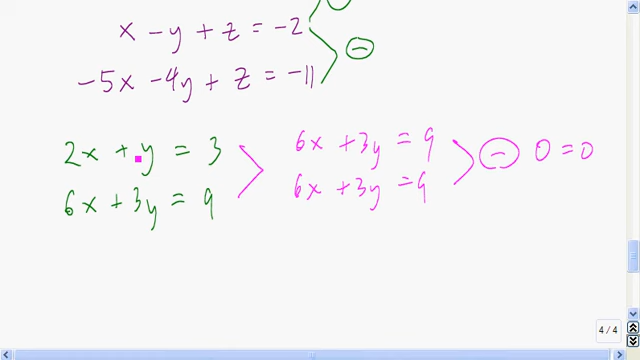 x - y + z = -2
-5x - 4y + z = -11
2x + y = 3
6x + 3y = 9
6x + 3y = 9
6x + 3y = 9
0 = 0
4 / 4